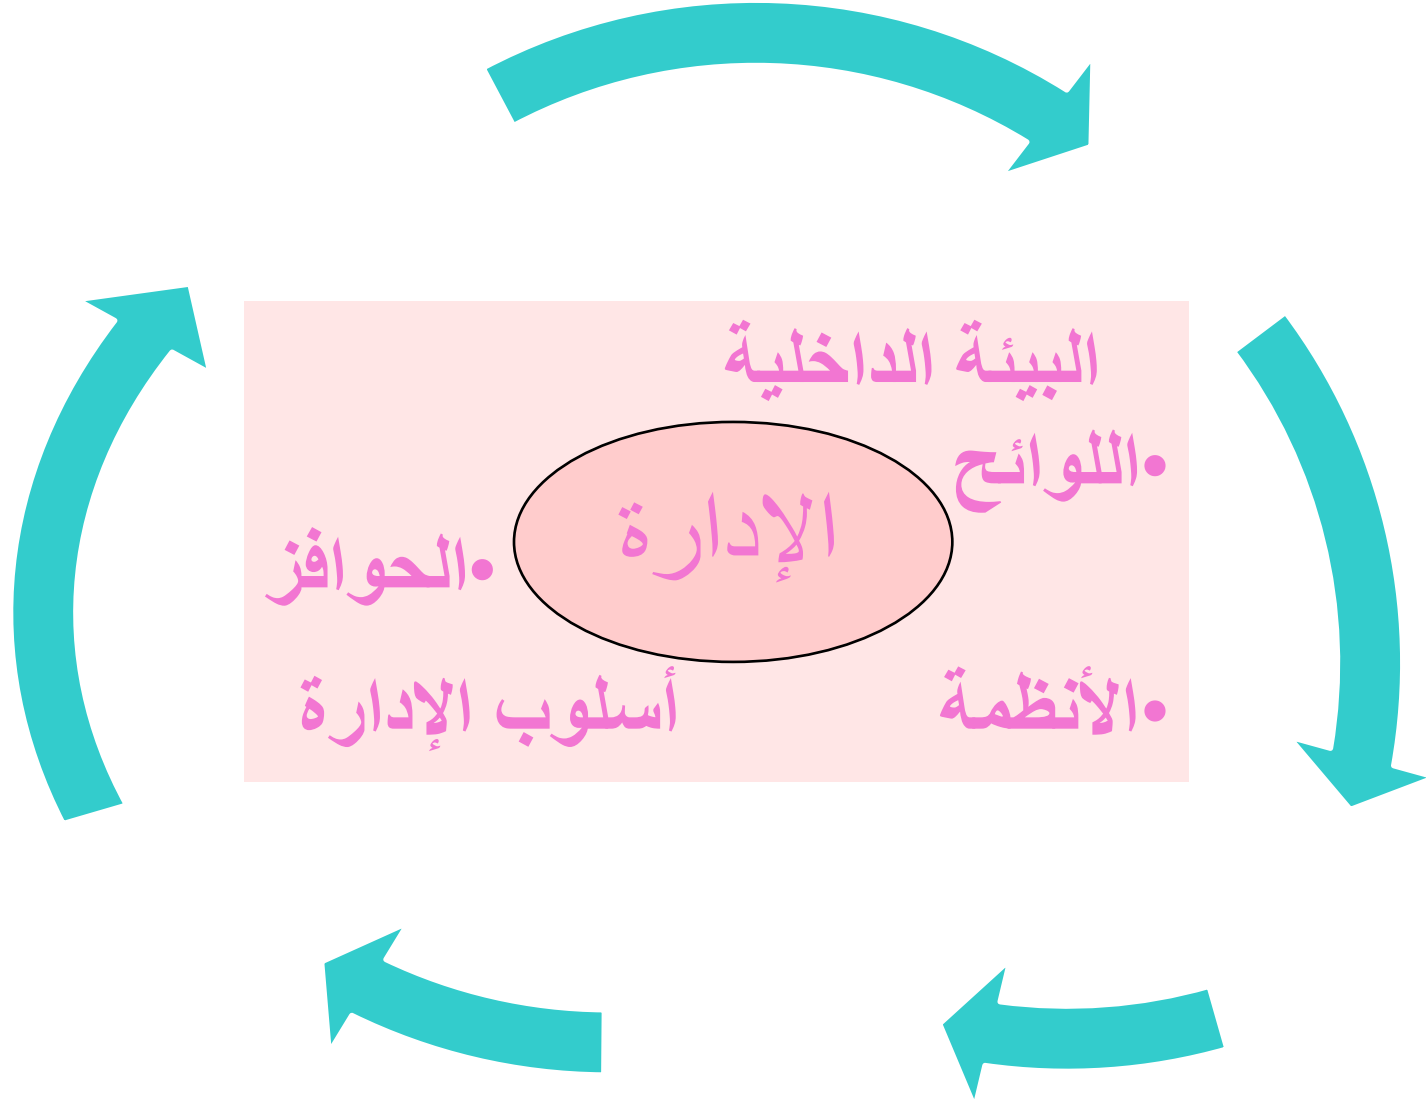 البيئة الداخلية
•اللوائح
الإدارة
•الحوافز
•الأنظمة
أسلوب الإدارة